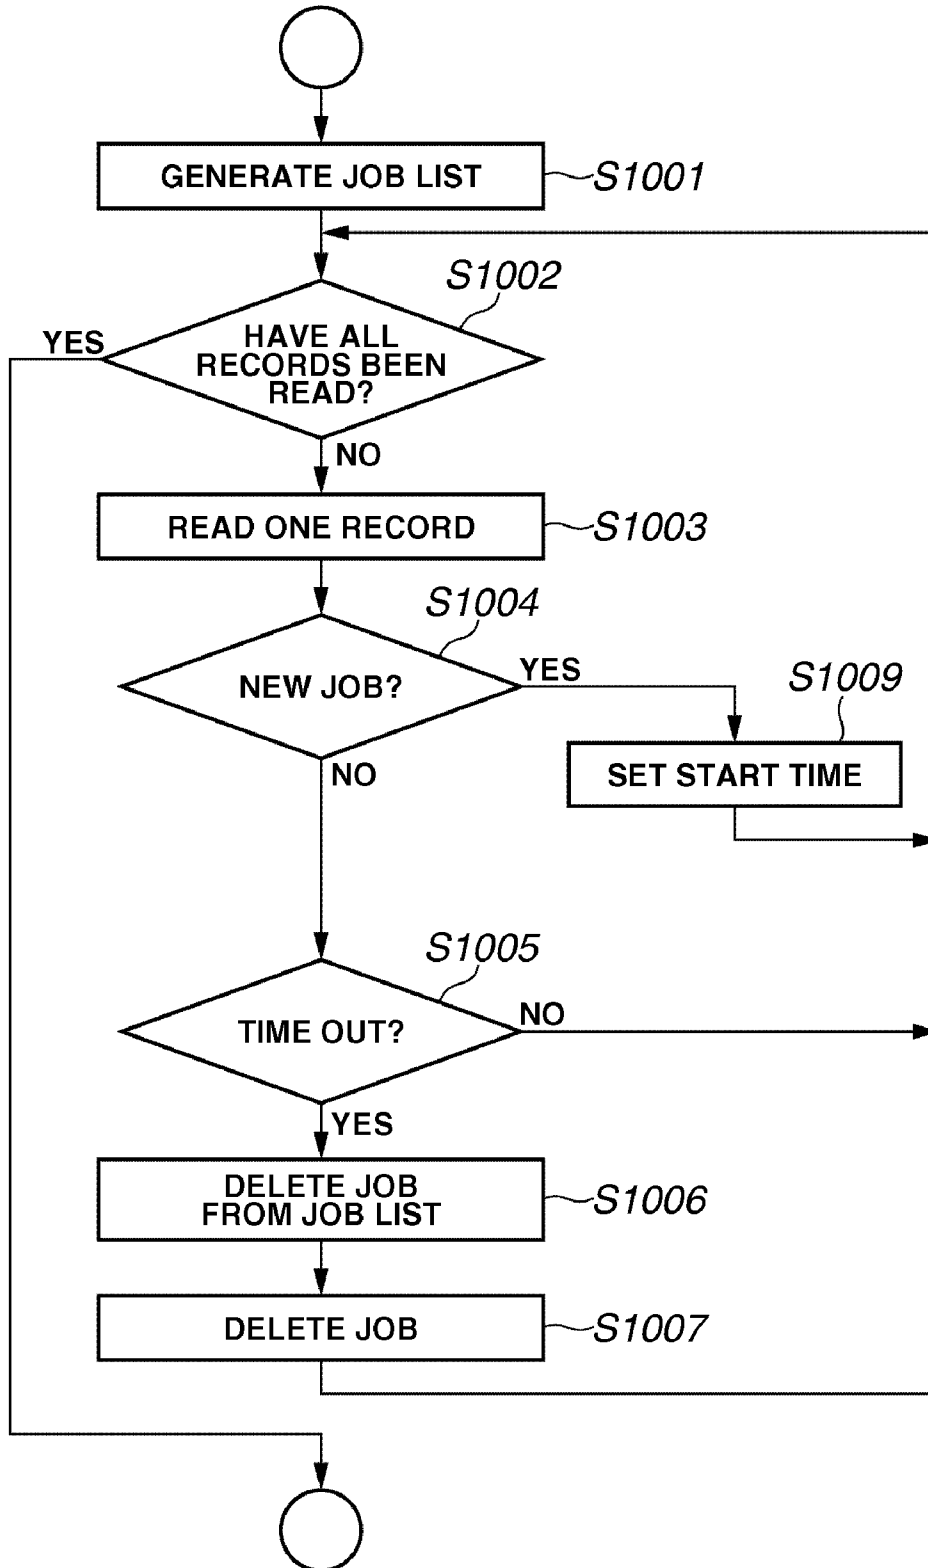 GENERATE JOB LIST
S1001
S1002
YES
HAVE ALL
RECORDS BEEN
READ?
NO
READ ONE RECORD
S1003
S1004
NEW JOB?
YES
NO
S1009
SET START TIME
S1005
TIME OUT?
NO
YES
DELETE JOB
FROM JOB LIST
S1006
DELETE JOB
S1007